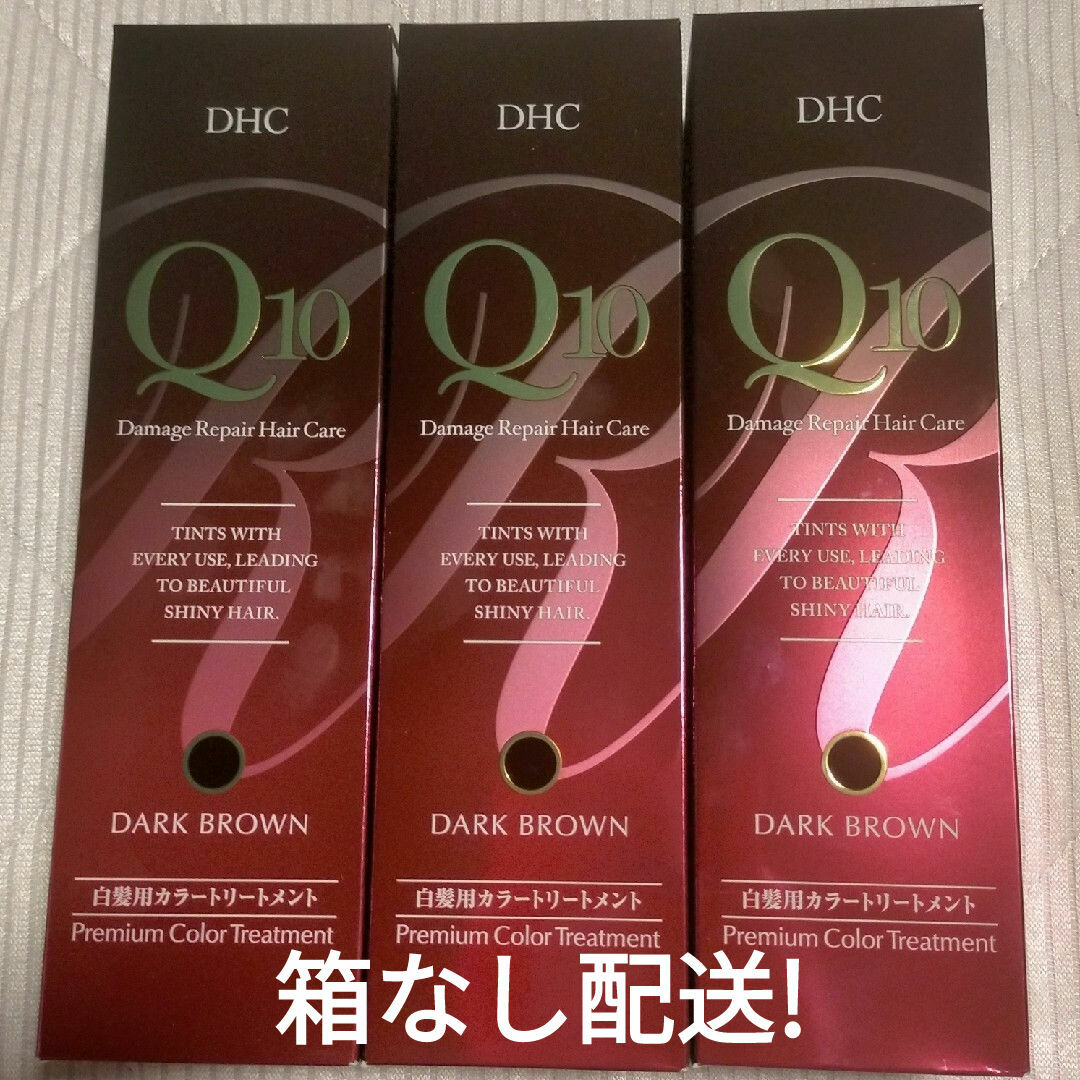 DHC
Q10
Damage Repair Hair Care
TINTS WITH
EVERY USE, LEADING
TO BEAUTIFUL
SHINY HAIR.
DARK BROWN
白髪用カラートリートメント
Premium Color Treatment
DHC
Q10
Damage Repair Hair Care
TINTS WITH
EVERY USE, LEADING
TO BEAUTIFUL
SHINY HAIR.
DARK BROWN
白髪用カラートリートメント
Premium Color Treatment
DHC
Q10
Damage Repair Hair Care
TINTS WITH
EVERY USE, LEADING
TO BEAUTIFUL
SHINY HAIR.
DARK BROWN
白髪用カラートリートメント
Premium Color Treatment
箱なし配送!